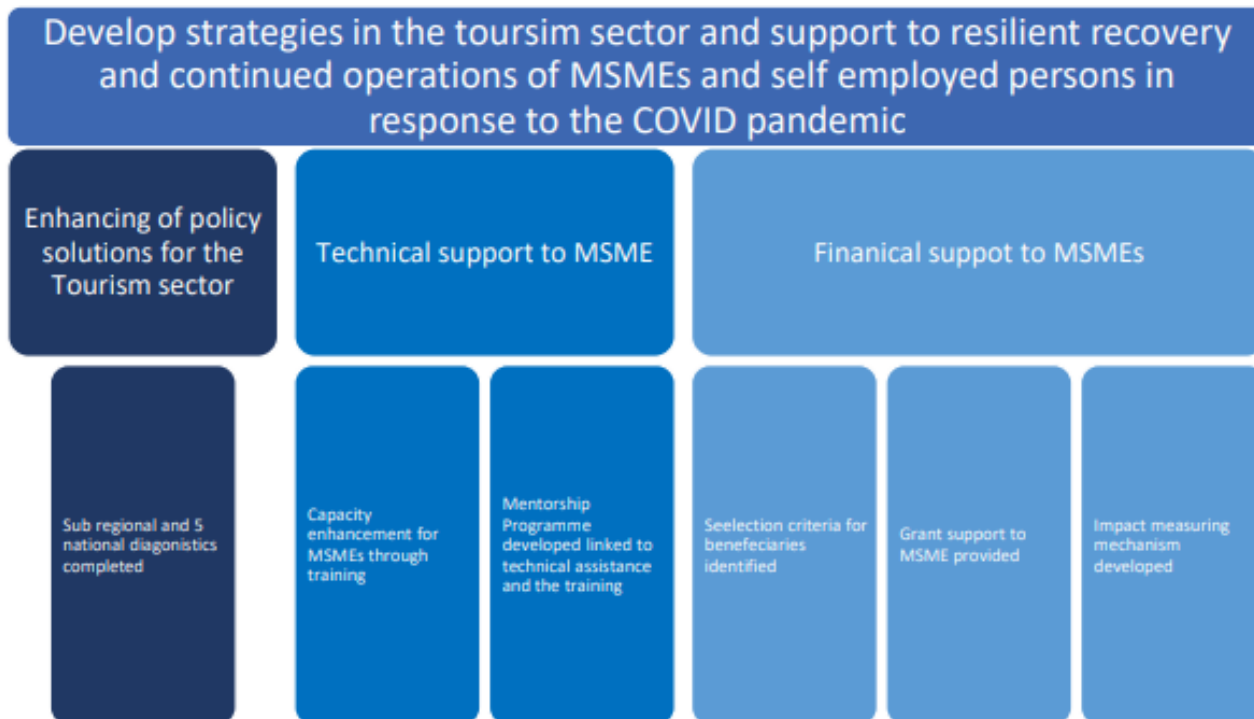 Develop strategies in the toursim sector and support to resilient recovery
and continued operations of MSMEs and self employed persons in
response to the COVID pandemic
Enhancing of policy
solutions for the
Tourism sector
Technical support to MSME
Finanical suppot to MSMEs
Sub regional and 5
national diagonistics
completed
Capacity
enhancement for
MSMEs through
training
Mentorship
Programme
developed linked to
technical assistance
and the training
Seelection criteria for
benefeciaries
identified
Grant support to
MSME provided
Impact measuring
mechanism
developed